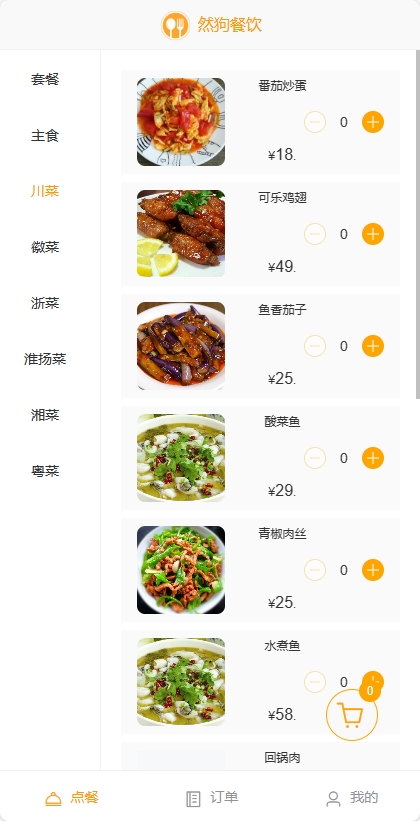 然狗餐饮
套餐
主食
川菜
徽菜
浙菜
淮扬菜
湘菜
粤菜
番茄炒蛋
0
¥18.
可乐鸡翅
0
¥49.
鱼香茄子
0
¥25.
酸菜鱼
0
¥29.
青椒肉丝
0
¥25.
水煮鱼
0
¥58.
0
回锅肉
点餐
订单
我的